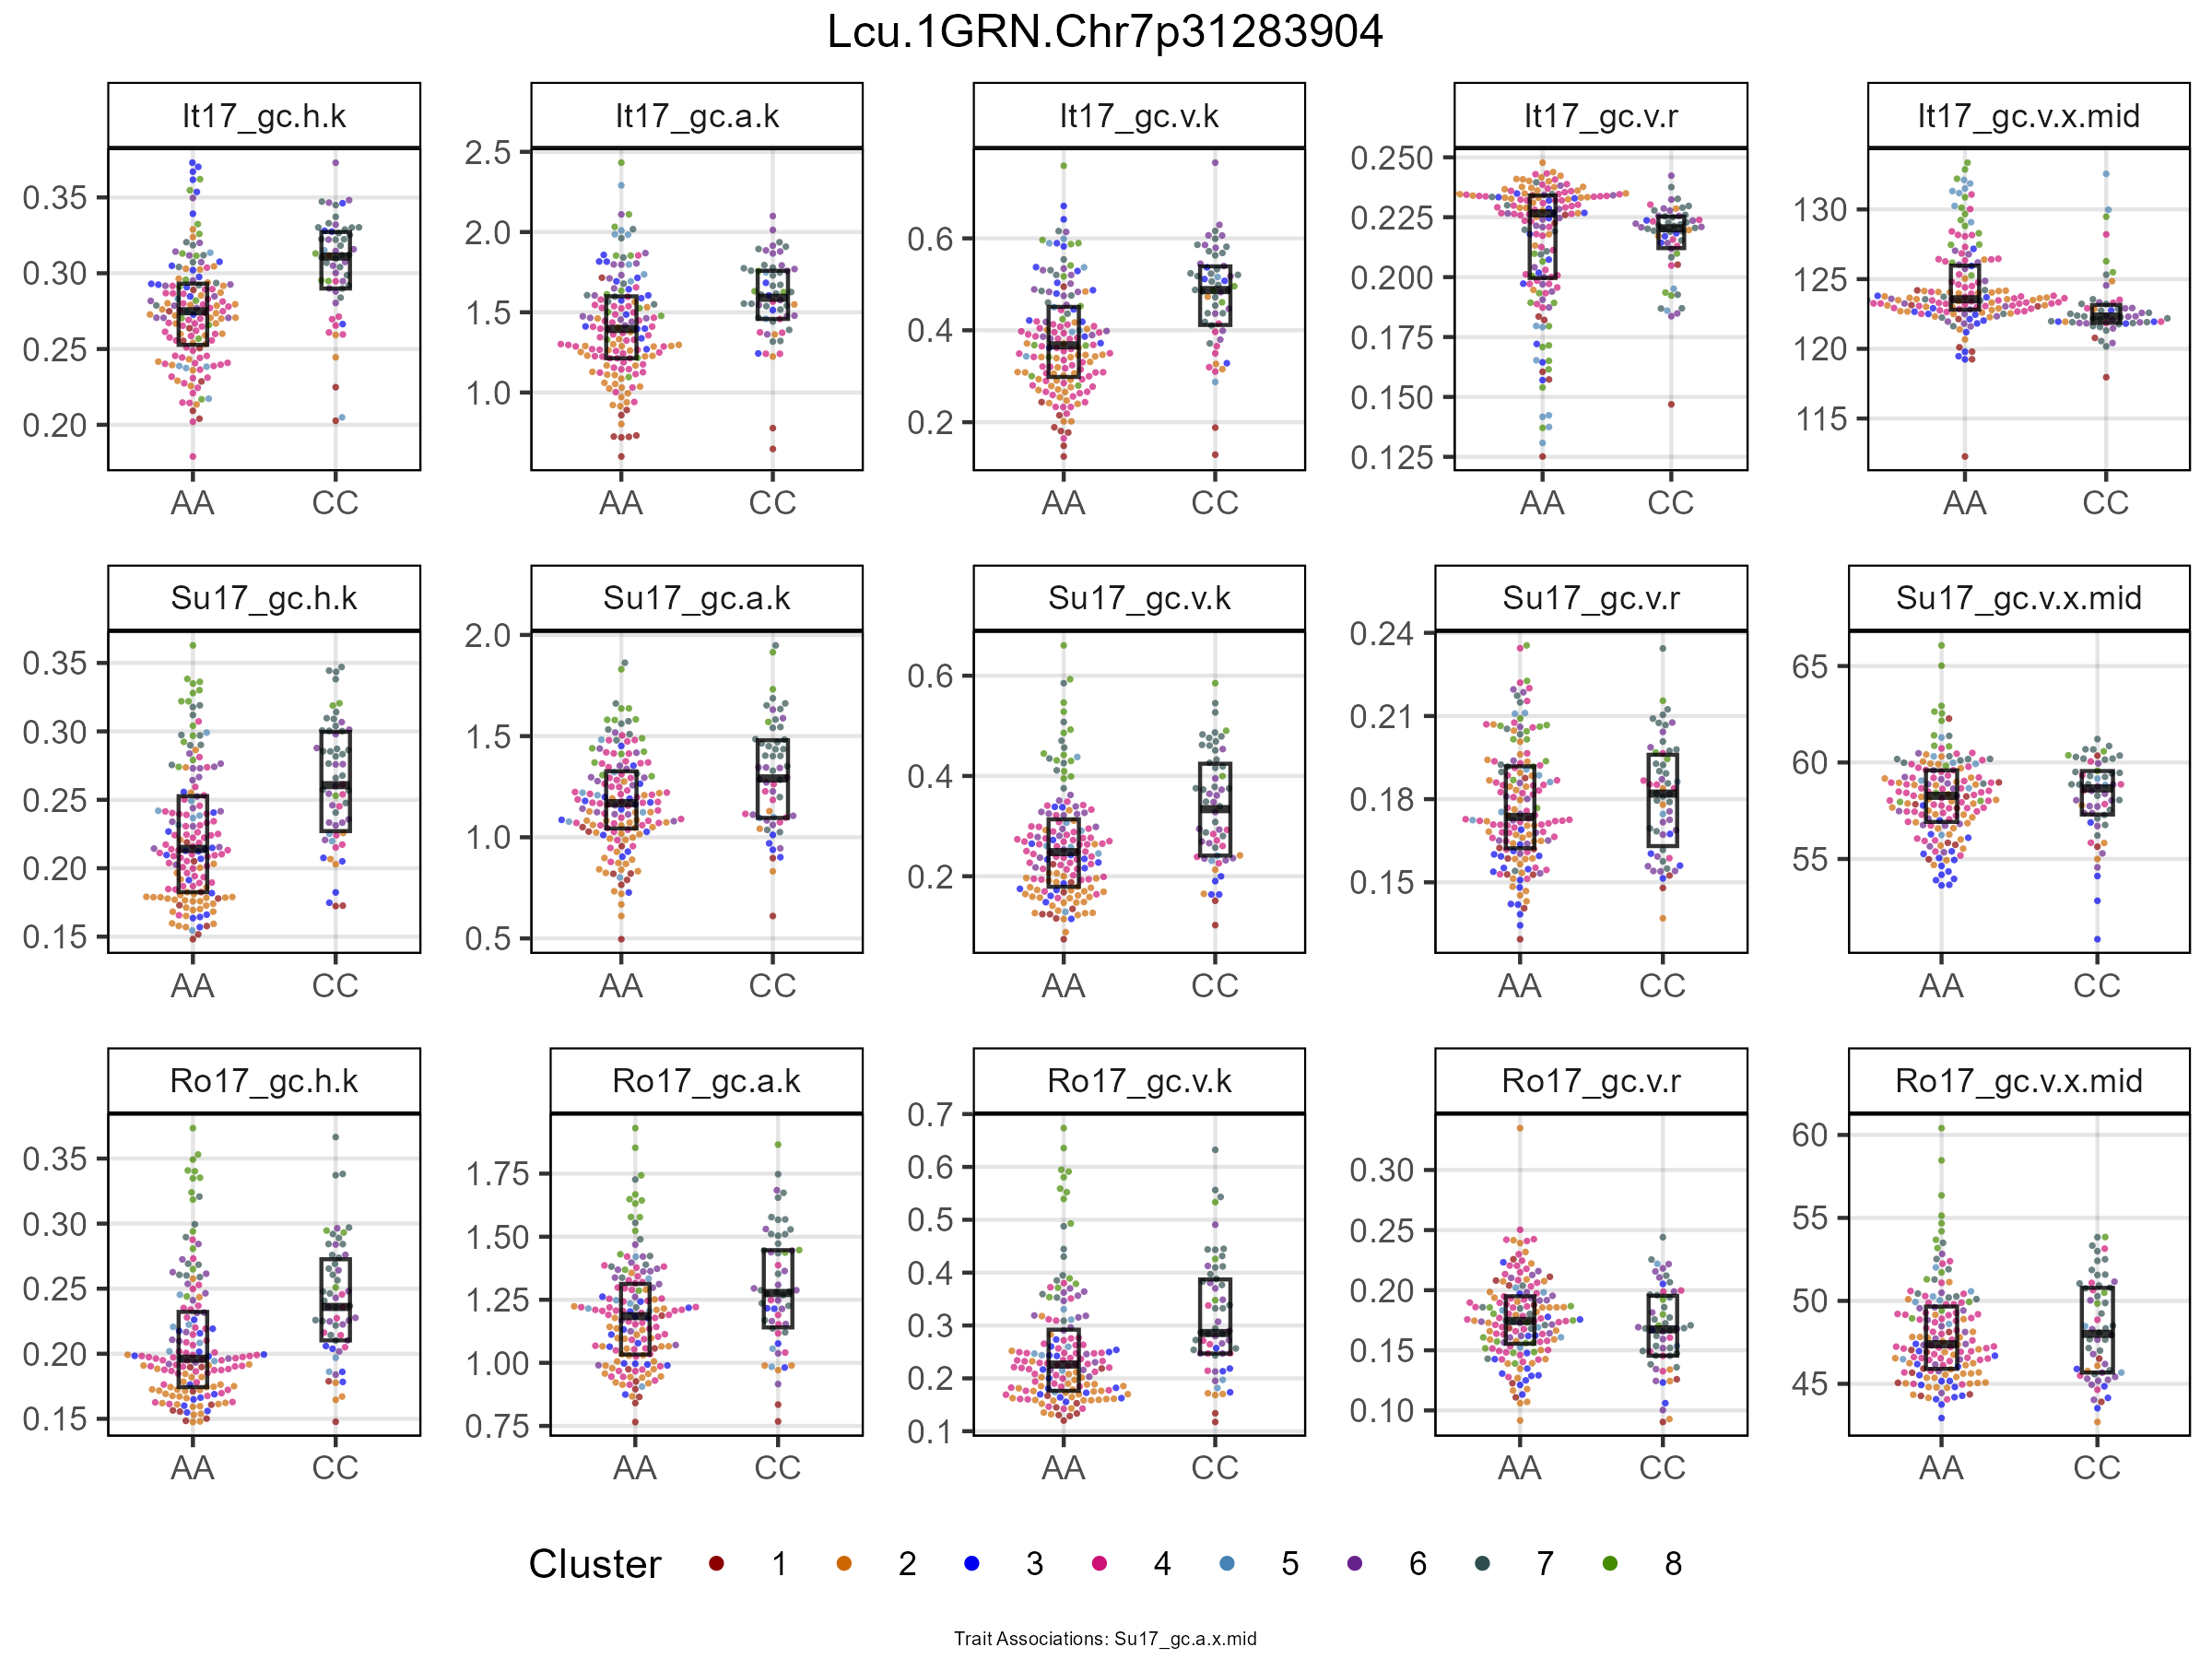 Lcu.1GRN.Chr7p31283904
It17_gc.h.k
It17_gc.a.k
It17_gc.v.k
It17_gc.v.r
It17_gc.v.x.mid
0.35
0.30
0.25
0.20
AA CC
2.5
2.0
1.5
1.0
AA CC
0.6
0.4
0.2
AA CC
0.250
0.225
0.200
0.175
0.150
0.125
AA CC
130
125
120
115
AA CC
Su17_gc.h.k
Su17_gc.a.k
Su17_gc.v.k
Su17_gc.v.r
Su17_gc.v.x.mid
0.35
0.30
0.25
0.20
0.15
AA CC
2.0
1.5
1.0
0.5
AA CC
0.6
0.4
0.2
AA CC
0.24
0.21
0.18
0.15
AA CC
65
60
55
AA CC
Ro17_gc.h.k
Ro17_gc.a.k
Ro17_gc.v.k
Ro17_gc.v.r
Ro17_gc.v.x.mid
0.35
0.30
0.25
0.20
0.15
AA CC
1.75
1.50
1.25
1.00
0.75
AA CC
0.7
0.6
0.5
0.4
0.3
0.2
0.1
AA CC
0.30
0.25
0.20
0.15
0.10
AA CC
60
55
50
45
AA CC
Cluster 1 2 3 4 5 6 7 8
Trait Associations: Su17_gc.a.x.mid